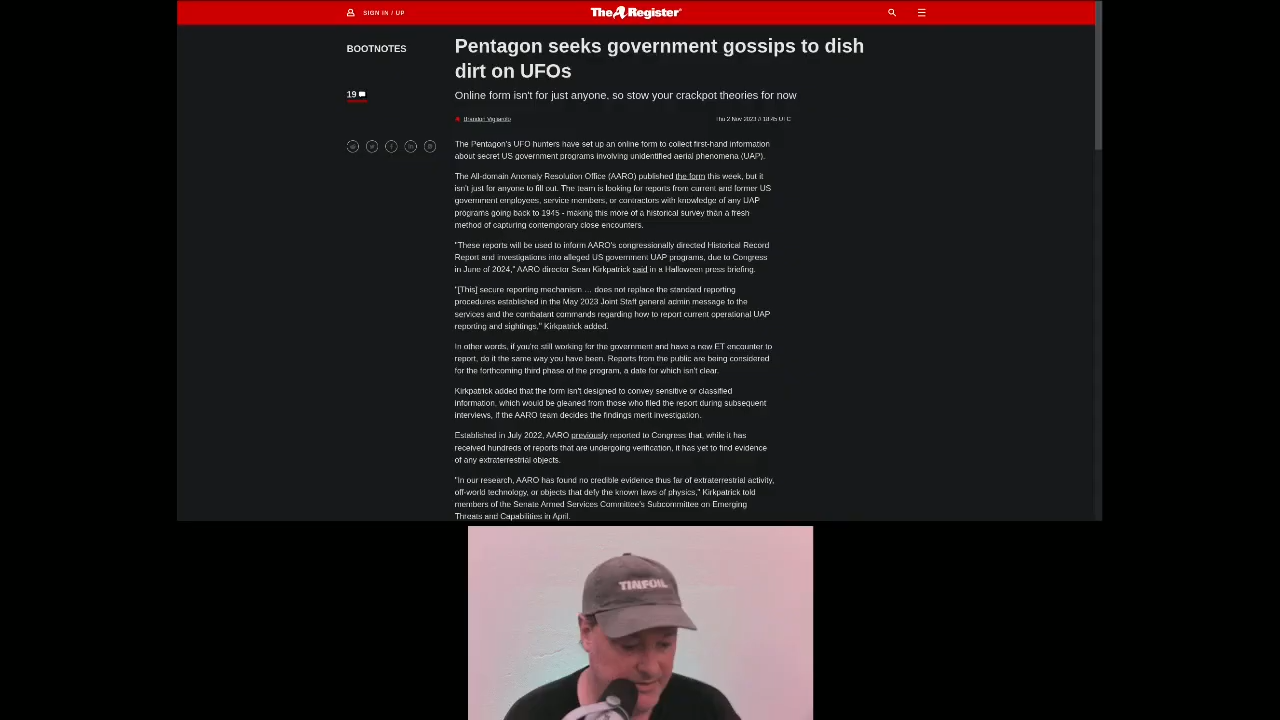 SIGN IN / UP
The Register
BOOTNOTES
19
Pentagon seeks government gossips to dish
dirt on UFOs
Online form isn't for just anyone, so stow your crackpot theories for now
Brandon Vigliarolo
Thu 2 Nov 2023 // 18:45 UTC
The Pentagon's UFO hunters have set up an online form to collect first-hand information
about secret US government programs involving unidentified aerial phenomena (UAP).
The All-domain Anomaly Resolution Office (AARO) published the form this week, but it
isn't just for anyone to fill out. The team is looking for reports from current and former US
government employees, service members, or contractors with knowledge of any UAP
programs going back to 1945 - making this more of a historical survey than a fresh
method of capturing contemporary close encounters.
"These reports will be used to inform AARO's congressionally directed Historical Record
Report and investigations into alleged US government UAP programs, due to Congress
in June of 2024," AARO director Sean Kirkpatrick said in a Halloween press briefing.
"[This] secure reporting mechanism … does not replace the standard reporting
procedures established in the May 2023 Joint Staff general admin message to the
services and the combatant commands regarding how to report current operational UAP
reporting and sightings," Kirkpatrick added.
In other words, if you're still working for the government and have a new ET encounter to
report, do it the same way you have been. Reports from the public are being considered
for the forthcoming third phase of the program, a date for which isn't clear.
Kirkpatrick added that the form isn't designed to convey sensitive or classified
information, which would be gleaned from those who filed the report during subsequent
interviews, if the AARO team decides the findings merit investigation.
Established in July 2022, AARO previously reported to Congress that, while it has
received hundreds of reports that are undergoing verification, it has yet to find evidence
of any extraterrestrial objects.
"In our research, AARO has found no credible evidence thus far of extraterrestrial activity,
off-world technology, or objects that defy the known laws of physics," Kirkpatrick told
members of the Senate Armed Services Committee's Subcommittee on Emerging
Threats and Capabilities in April.
TINFOIL